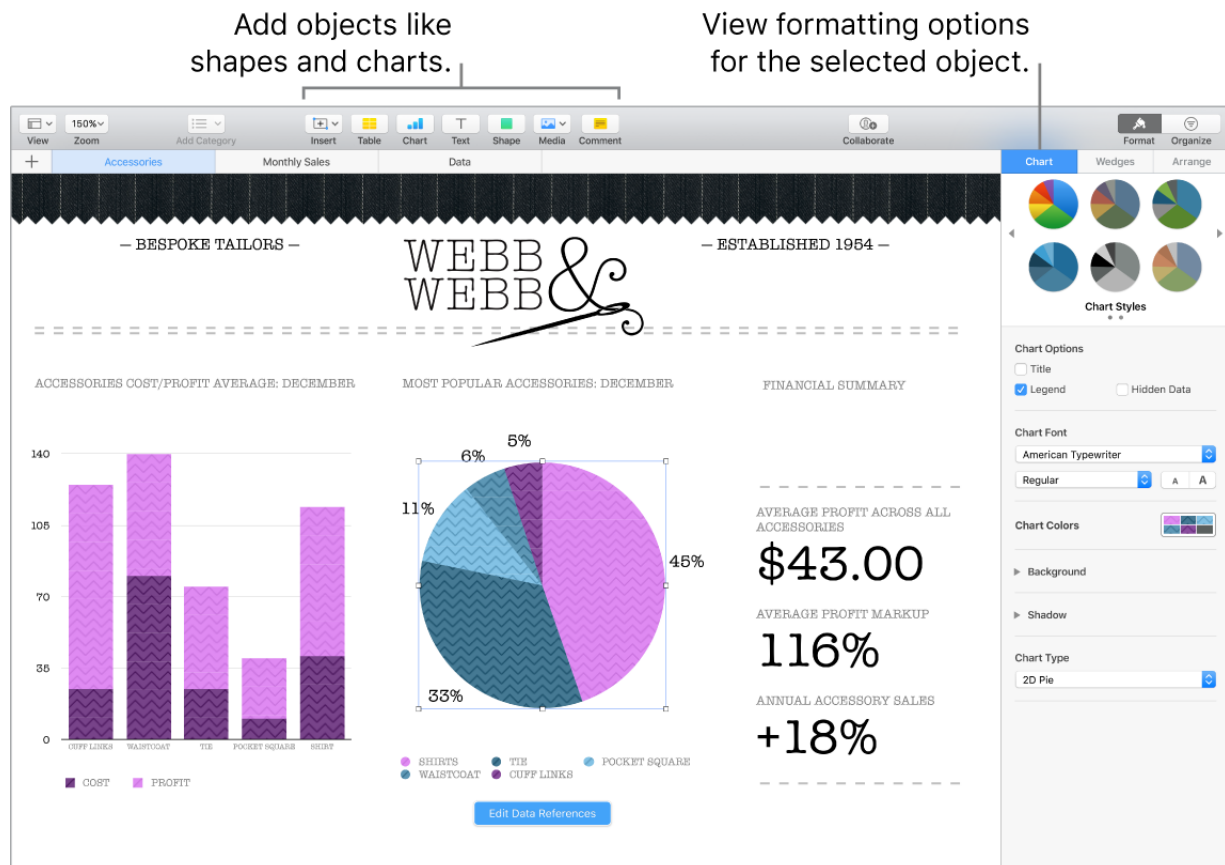 Add objects like
shapes and charts.
View formatting options
for the selected object.
150%
View
Zoom
Add Category
Insert
Table
Chart
Text
Shape
Media
Comment
Collaborate
Format
Organize
Accessories
Monthly Sales
Data
Chart
Wedges
Arrange
– BESPOKE TAILORS –
WEBB &
WEBB
– ESTABLISHED 1954 –
Chart Styles
Chart Options
Title
Legend
Hidden Data
Chart Font
American Typewriter
Regular
A A
Chart Colors
Background
Shadow
Chart Type
2D Pie
ACCESSORIES COST/PROFIT AVERAGE: DECEMBER
140
105
70
35
0
CUFF LINKS
WAISTCOAT
TIE
POCKET SQUARE
SHIRT
COST
PROFIT
MOST POPULAR ACCESSORIES: DECEMBER
5%
6%
11%
45%
33%
SHIRTS
TIE
POCKET SQUARE
WAISTCOAT
CUFF LINKS
Edit Data References
FINANCIAL SUMMARY
AVERAGE PROFIT ACROSS ALL
ACCESSORIES
$43.00
AVERAGE PROFIT MARKUP
116%
ANNUAL ACCESSORY SALES
+18%